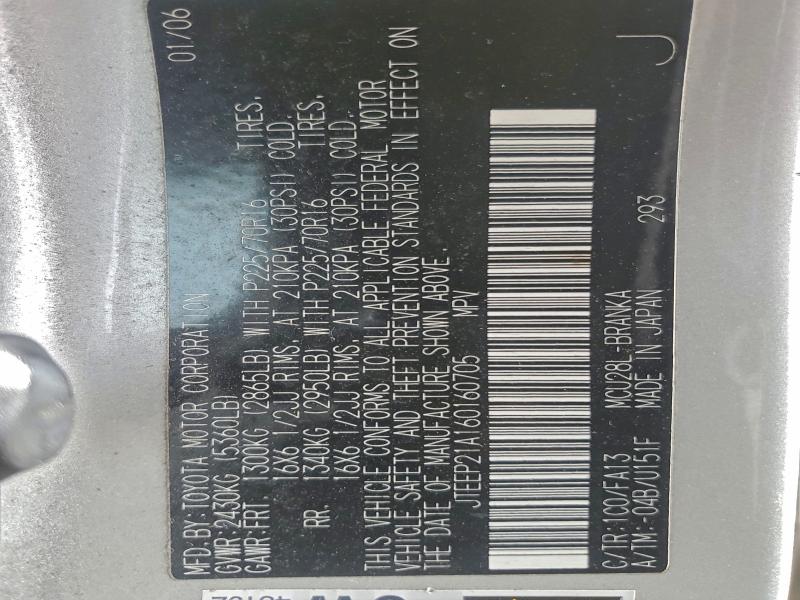 MFD. BY: TOYOTA MOTOR CORPORATION 01/06
GVWR: 2430KG (5360LB)
GAWR: FRT 1300KG (2865LB) WITH P225/70R16 TIRES,
16X6 1/2JJ RIMS, AT 210KPA (30PSI) COLD.
RR. 1340KG (2950LB) WITH P225/70R16 TIRES,
16X6 1/2JJ RIMS, AT 210KPA (30PSI) COLD.
THIS VEHICLE CONFORMS TO ALL APPLICABLE FEDERAL MOTOR
VEHICLE SAFETY AND THEFT PREVENTION STANDARDS IN EFFECT ON
THE DATE OF MANUFACTURE SHOWN ABOVE.
JTEEP21A160160705 MPV
C/TR: 1C0/FA13 MCU28L-BRANKA
A/TM: -04B/U151F MADE IN JAPAN 293 J